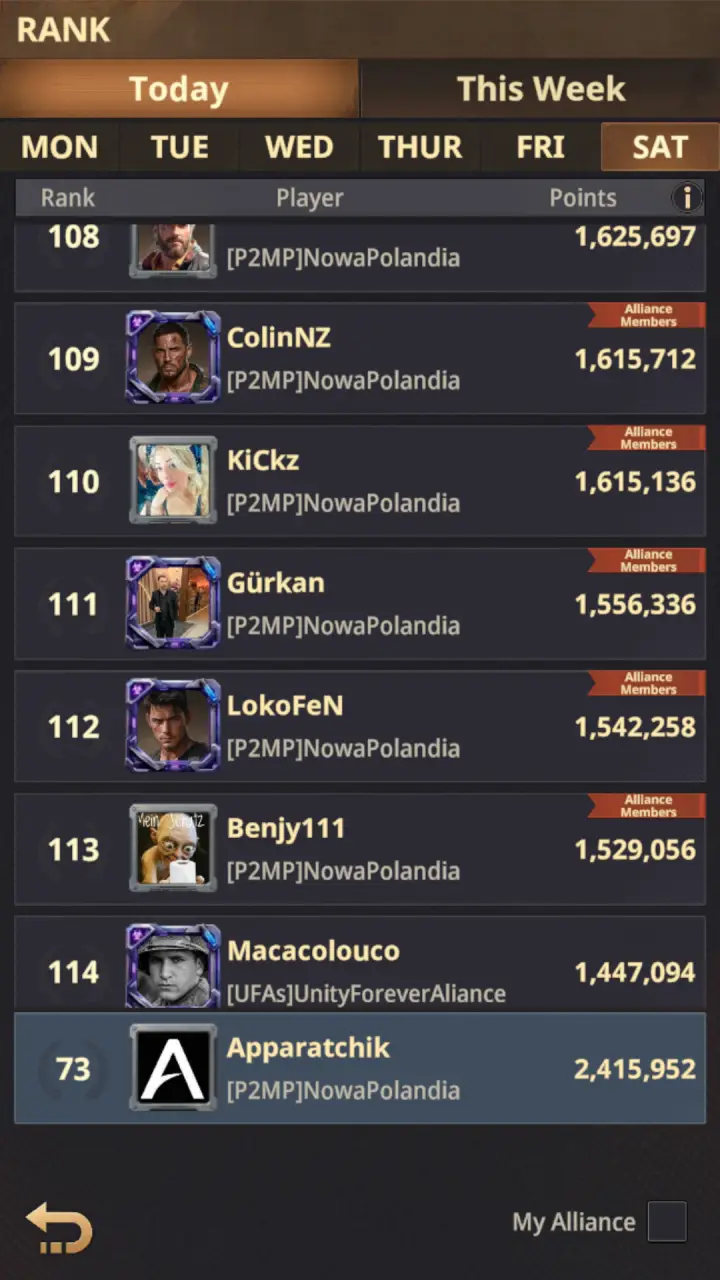 RANK
Today
This Week
MON
TUE
WED
THUR
FRI
SAT
Rank
Player
Points
108
[P2MP]NowaPolandia
1,625,697
Alliance
Members
109
ColinNZ
[P2MP]NowaPolandia
1,615,712
Alliance
Members
110
KiCkz
[P2MP]NowaPolandia
1,615,136
Alliance
Members
111
Gürkan
[P2MP]NowaPolandia
1,556,336
Alliance
Members
112
LokoFeN
[P2MP]NowaPolandia
1,542,258
Alliance
Members
113
Mein Schatz
Benjy111
[P2MP]NowaPolandia
1,529,056
114
Macacolouco
[UFAs]UnityForeverAliance
1,447,094
73
A
Apparatchik
[P2MP]NowaPolandia
2,415,952
My Alliance